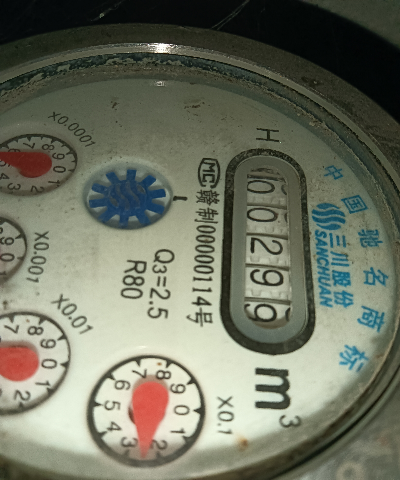 中国驰名商标
三川股份
SANCHUAN
H 00299 m³
MC 赣制00000114号
Q3=2.5
R80
X0.0001
X0.001
X0.01
X0.1